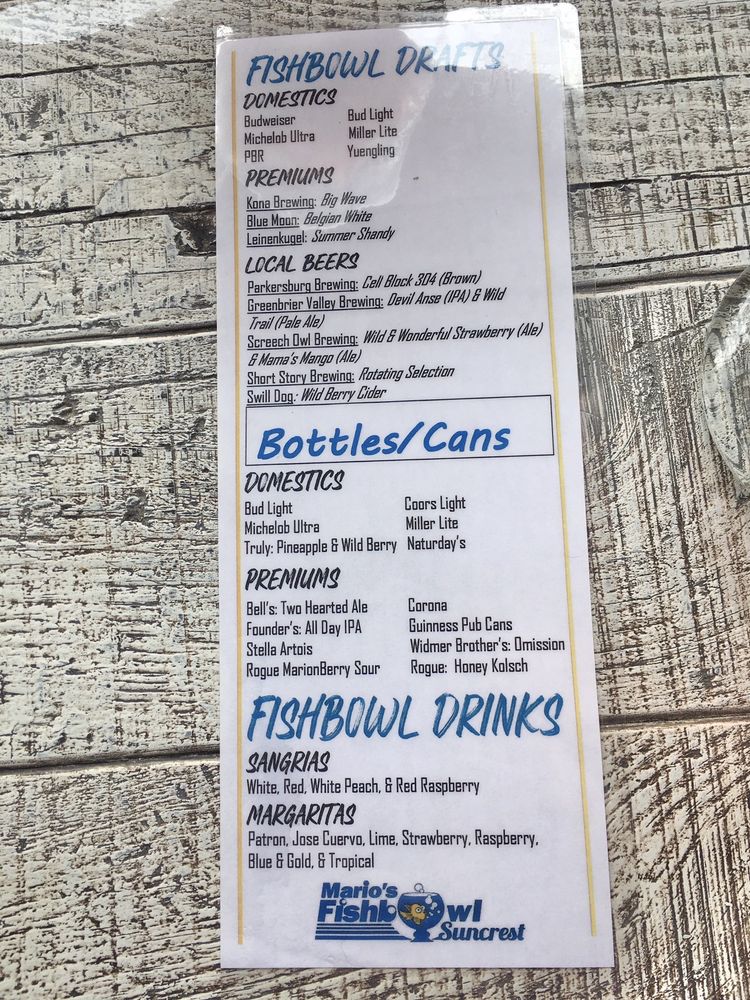 FISHBOWL DRAFTS
DOMESTICS
Budweiser Bud Light
Michelob Ultra Miller Lite
PBR Yuengling
PREMIUMS
Kona Brewing: Big Wave
Blue Moon: Belgian White
Leinenkugel: Summer Shandy
LOCAL BEERS
Parkersburg Brewing: Cell Block 304 (Brown)
Greenbrier Valley Brewing: Devil Anse (IPA) & Wild
Trail (Pale Ale)
Screech Owl Brewing: Wild & Wonderful Strawberry (Ale)
& Mama's Mango (Ale)
Short Story Brewing: Rotating Selection
Swill Dog.: Wild Berry Cider
Bottles/Cans
DOMESTICS
Bud Light Coors Light
Michelob Ultra Miller Lite
Truly: Pineapple & Wild Berry Naturday's
PREMIUMS
Bell's: Two Hearted Ale Corona
Founder's: All Day IPA Guinness Pub Cans
Stella Artois Widmer Brother's: Omission
Rogue MarionBerry Sour Rogue: Honey Kolsch
FISHBOWL DRINKS
SANGRIAS
White, Red, White Peach, & Red Raspberry
MARGARITAS
Patron, Jose Cuervo, Lime, Strawberry, Raspberry,
Blue & Gold, & Tropical
Mario's
Fishbowl
Suncrest